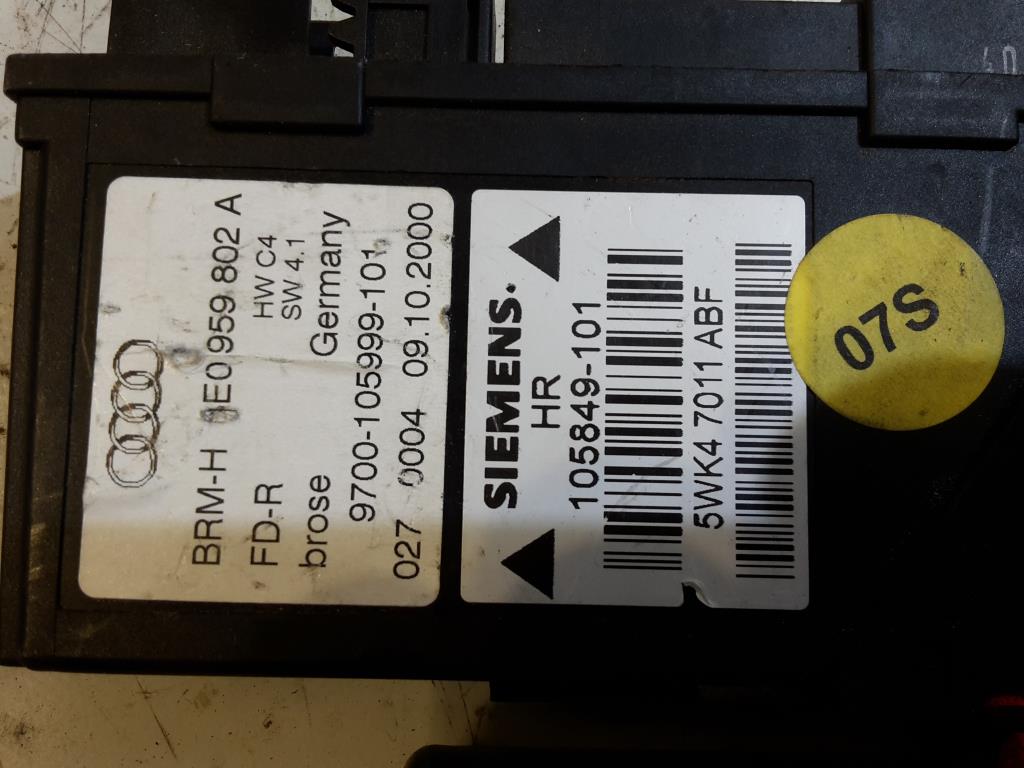 BRM-H 959 802 A
HW C4
FD-R SW 4.1
brose Germany
9700-105999-101
027 0004 09.10.2000
SIEMENS
HR
105849-101
5WK4 7011 ABF
07S